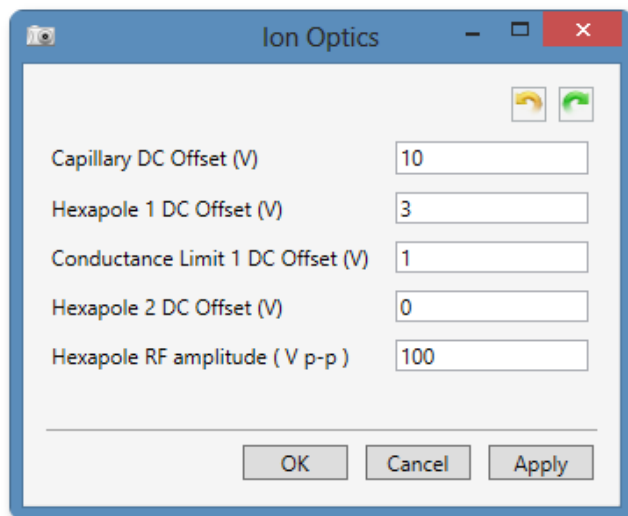 Ion Optics
Capillary DC Offset (V) 10
Hexapole 1 DC Offset (V) 3
Conductance Limit 1 DC Offset (V) 1
Hexapole 2 DC Offset (V) 0
Hexapole RF amplitude ( V p-p ) 100
OK Cancel Apply